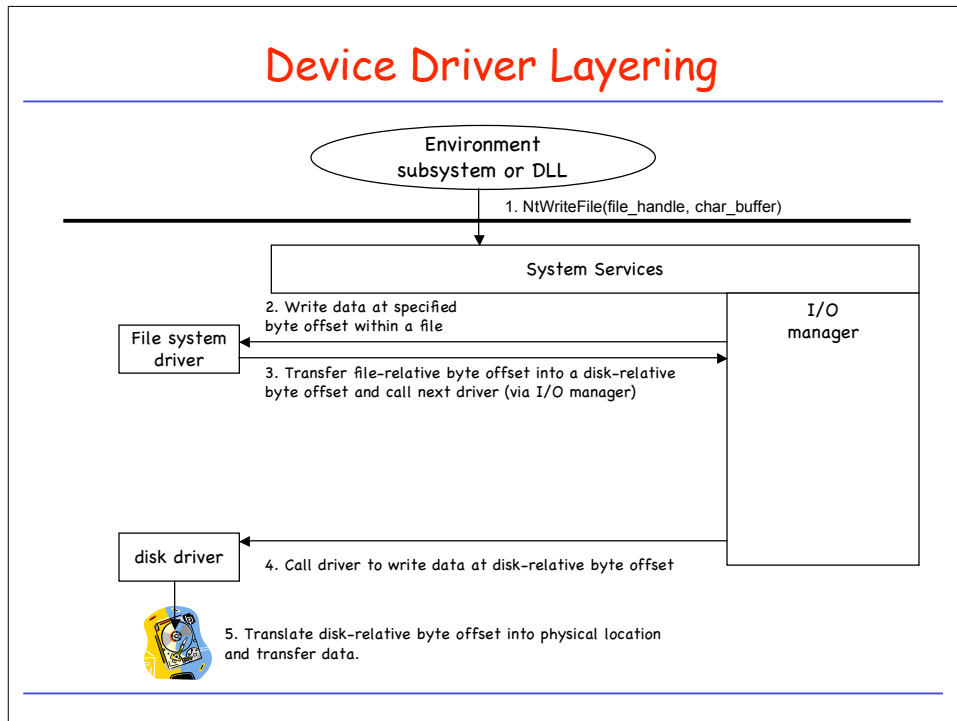 Device Driver Layering
Environment
subsystem or DLL
1. NtWriteFile(file_handle, char_buffer)
System Services
2. Write data at specified
byte offset within a file
I/O
manager
File system
driver
3. Transfer file-relative byte offset into a disk-relative
byte offset and call next driver (via I/O manager)
disk driver
4. Call driver to write data at disk-relative byte offset
5. Translate disk-relative byte offset into physical location
and transfer data.